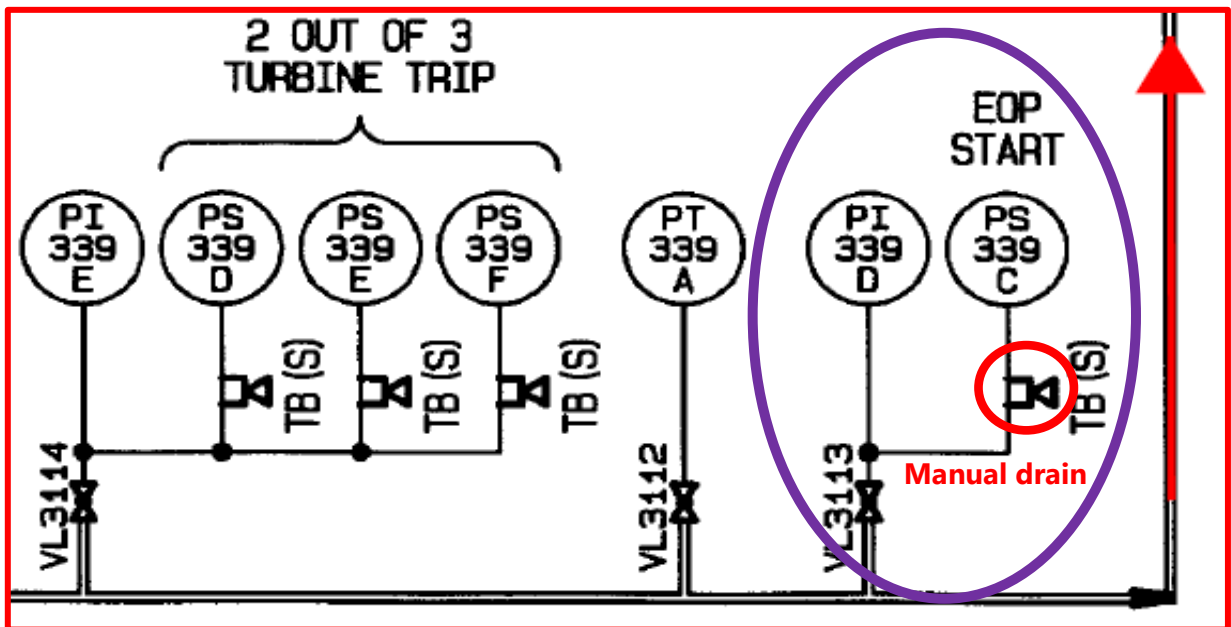 2 OUT OF 3
TURBINE TRIP
EOP
START
PI
339
E
PS
339
D
PS
339
E
PS
339
F
PT
339
A
PI
339
D
PS
339
C
TB (S)
TB (S)
TB (S)
TB (S)
VL3114
VL3112
VL3113
Manual drain